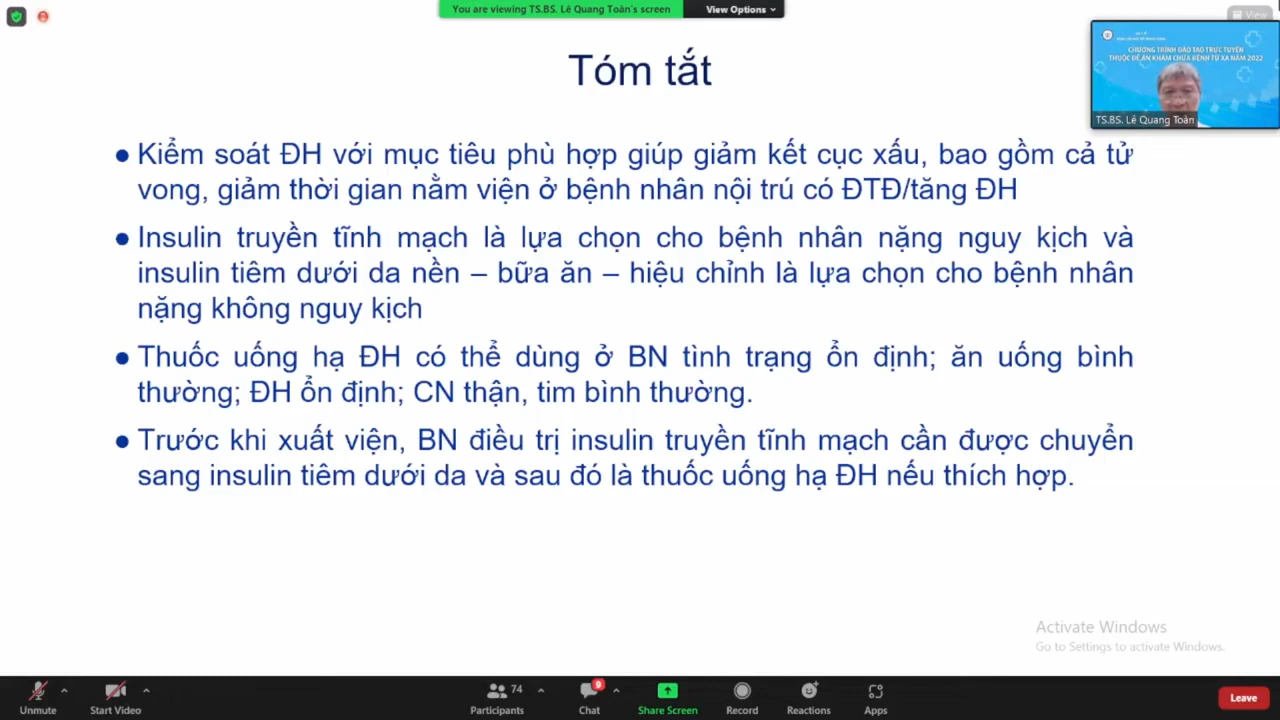 You are viewing TS.BS. Lê Quang Toàn's screen
View Options
View
CHƯƠNG TRÌNH ĐÀO TẠO TRỰC TUYẾN
THUỘC ĐỀ ÁN KHÁM CHỮA BỆNH TỪ XA NĂM 2022
TS.BS. Lê Quang Toàn
Tóm tắt
● Kiểm soát ĐH với mục tiêu phù hợp giúp giảm kết cục xấu, bao gồm cả tử
vong, giảm thời gian nằm viện ở bệnh nhân nội trú có ĐTĐ/tăng ĐH
● Insulin truyền tĩnh mạch là lựa chọn cho bệnh nhân nặng nguy kịch và
insulin tiêm dưới da nền – bữa ăn – hiệu chỉnh là lựa chọn cho bệnh nhân
nặng không nguy kịch
● Thuốc uống hạ ĐH có thể dùng ở BN tình trạng ổn định; ăn uống bình
thường; ĐH ổn định; CN thận, tim bình thường.
● Trước khi xuất viện, BN điều trị insulin truyền tĩnh mạch cần được chuyển
sang insulin tiêm dưới da và sau đó là thuốc uống hạ ĐH nếu thích hợp.
Activate Windows
Go to Settings to activate Windows.
Unmute
Start Video
74
Participants
9
Chat
Share Screen
Record
Reactions
Apps
Leave